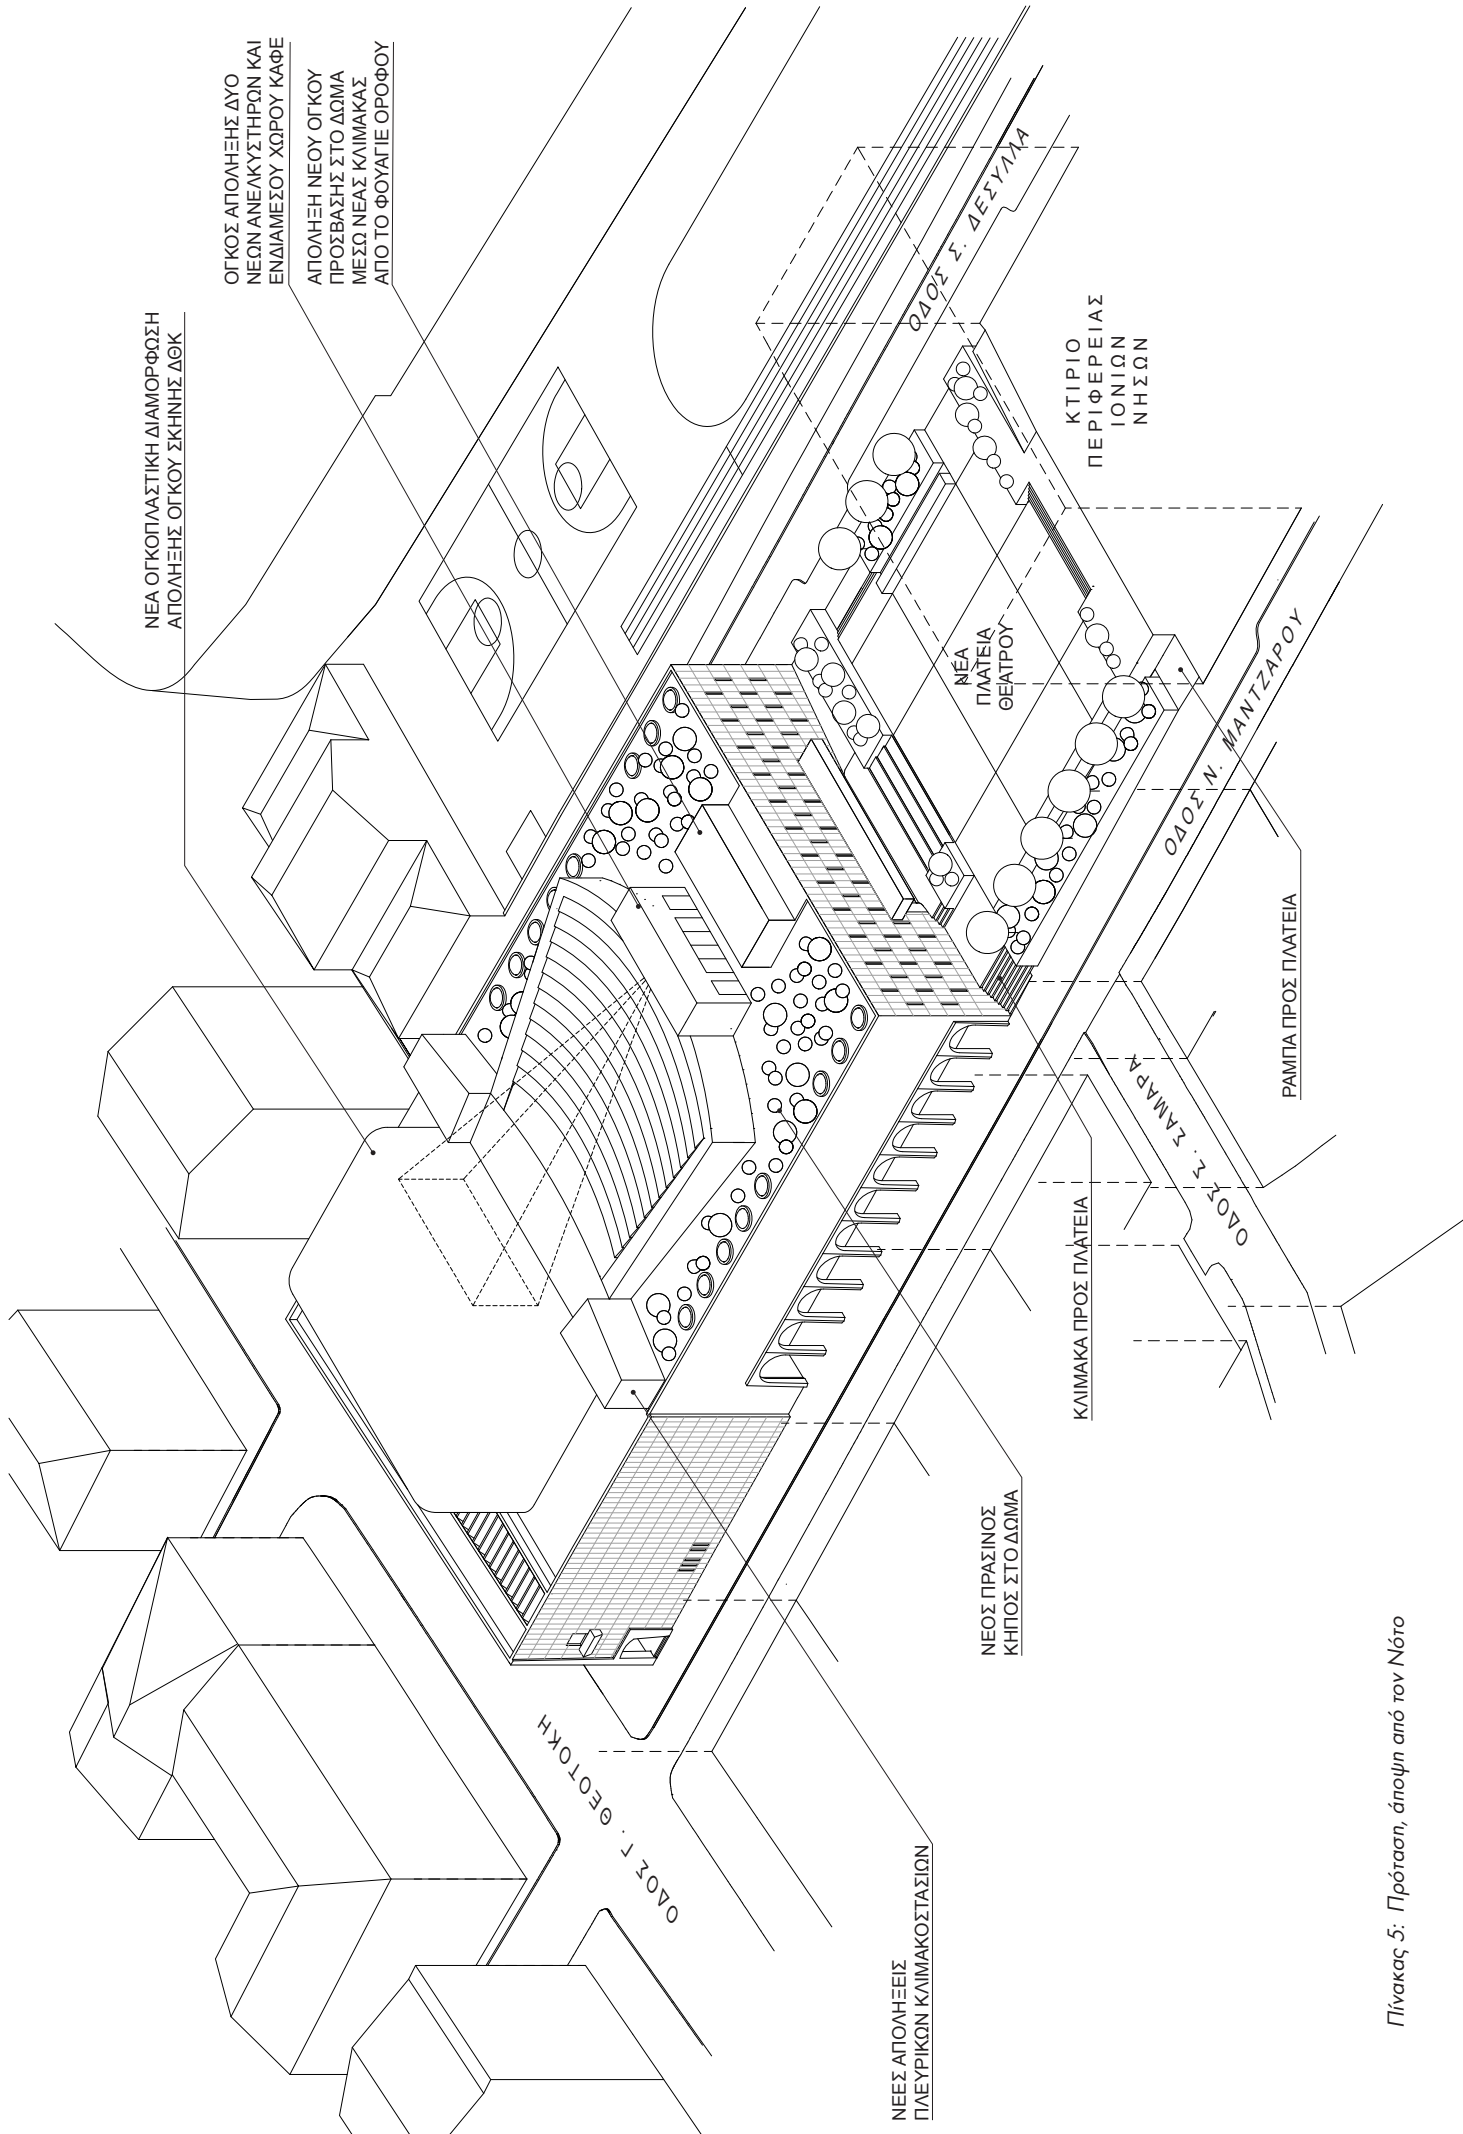 ΝΕΑ ΟΓΚΟΠΛΑΣΤΙΚΗ ΔΙΑΜΟΡΦΩΣΗ
ΑΠΟΛΗΞΗΣ ΟΓΚΟΥ ΣΚΗΝΗΣ ΔΘΚ
ΟΓΚΟΣ ΑΠΟΛΗΞΗΣ ΔΥΟ
ΝΕΩΝ ΑΝΕΛΚΥΣΤΗΡΩΝ ΚΑΙ
ΕΝΔΙΑΜΕΣΟΥ ΧΩΡΟΥ ΚΑΦΕ
ΑΠΟΛΗΞΗ ΝΕΟΥ ΟΓΚΟΥ
ΠΡΟΣΒΑΣΗΣ ΣΤΟ ΔΩΜΑ
ΜΕΣΩ ΝΕΑΣ ΚΛΙΜΑΚΑΣ
ΑΠΟ ΤΟ ΦΟΥΑΓΙΕ ΟΡΟΦΟΥ
ΟΔΟΣ Σ. ΔΕΣΥΛΛΑ
ΚΤΙΡΙΟ
ΠΕΡΙΦΕΡΕΙΑΣ
ΙΟΝΙΩΝ
ΝΗΣΩΝ
ΝΕΑ
ΠΛΑΤΕΙΑ
ΘΕΑΤΡΟΥ
ΟΔΟΣ Ν. ΜΑΝΤΖΑΡΟΥ
ΟΔΟΣ Γ. ΘΕΟΤΟΚΗ
ΟΔΟΣ Σ. ΣΑΜΑΡΑ
ΝΕΕΣ ΑΠΟΛΗΞΕΙΣ
ΠΛΕΥΡΙΚΩΝ ΚΛΙΜΑΚΟΣΤΑΣΙΩΝ
ΝΕΟΣ ΠΡΑΣΙΝΟΣ
ΚΗΠΟΣ ΣΤΟ ΔΩΜΑ
ΚΛΙΜΑΚΑ ΠΡΟΣ ΠΛΑΤΕΙΑ
ΡΑΜΠΑ ΠΡΟΣ ΠΛΑΤΕΙΑ
Πίνακας 5: Πρόταση, άποψη από τον Νότο